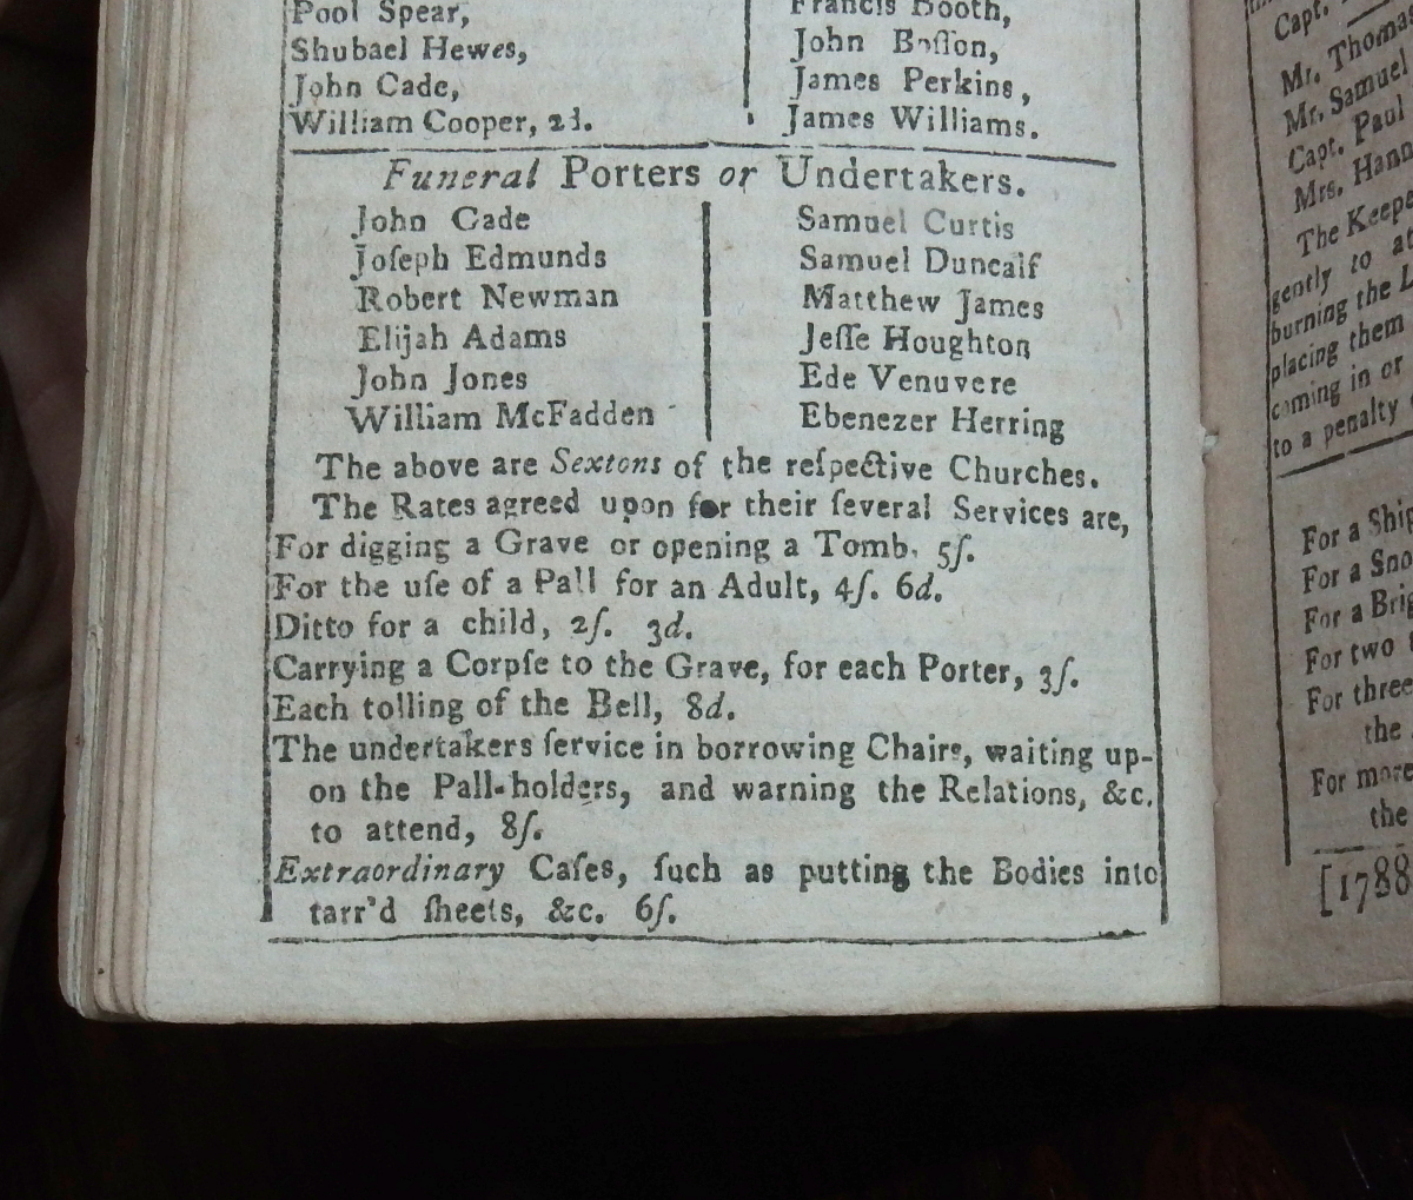 Pool Spear,
Shubael Hewes,
John Cade,
William Cooper, 2d.
Francis Booth,
John Boſſon,
James Perkins,
James Williams.
Funeral Porters or Undertakers.
John Cade
Joſeph Edmunds
Robert Newman
Elijah Adams
John Jones
William McFadden
Samuel Curtis
Samuel Duncalf
Matthew James
Jeſſe Houghton
Ede Venuvere
Ebenezer Herring
The above are Sextons of the reſpective Churches.
The Rates agreed upon for their ſeveral Services are,
For digging a Grave or opening a Tomb. 5ſ.
For the uſe of a Pall for an Adult, 4ſ. 6d.
Ditto for a child, 2ſ. 3d.
Carrying a Corpſe to the Grave, for each Porter, 3ſ.
Each tolling of the Bell, 8d.
The undertakers ſervice in borrowing Chairs, waiting up-
on the Pall-holders, and warning the Relations, &c.
to attend, 8ſ.
Extraordinary Caſes, ſuch as putting the Bodies into
tarr'd ſheets, &c. 6ſ.
Capt.
Mr. Thomas
Mr. Samuel
Capt. Paul
Mrs. Hann
The Keepe
gently to at
burning the L
placing them
coming in or
to a penalty
For a Ship
For a Sno
For a Brig
For two
For three
the
For more
the
[1788